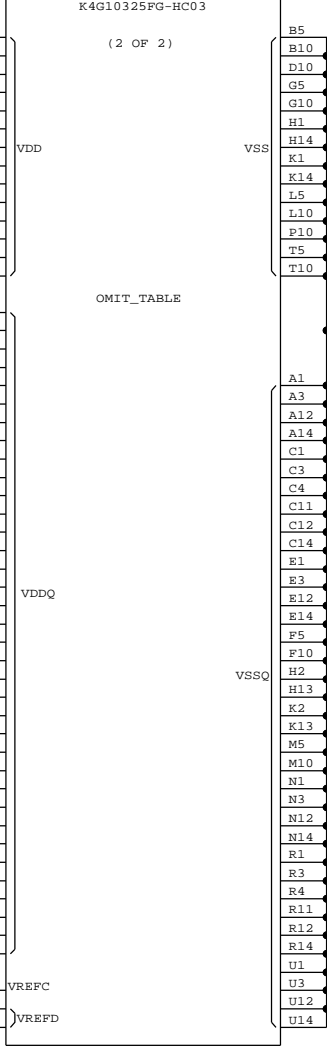 K4G10325FG-HC03
(2 OF 2)
B5
B10
D10
G5
G10
H1
VDD
VSS
H14
K1
K14
L5
L10
P10
T5
T10
OMIT_TABLE
A1
A3
A12
A14
C1
C3
C4
C11
C12
C14
E1
E3
VDDQ
E12
E14
F5
F10
VSSQ
H2
H13
K2
K13
M5
M10
N1
N3
N12
N14
R1
R3
R4
R11
R12
R14
U1
VREFC
U3
U12
VREFD
U14